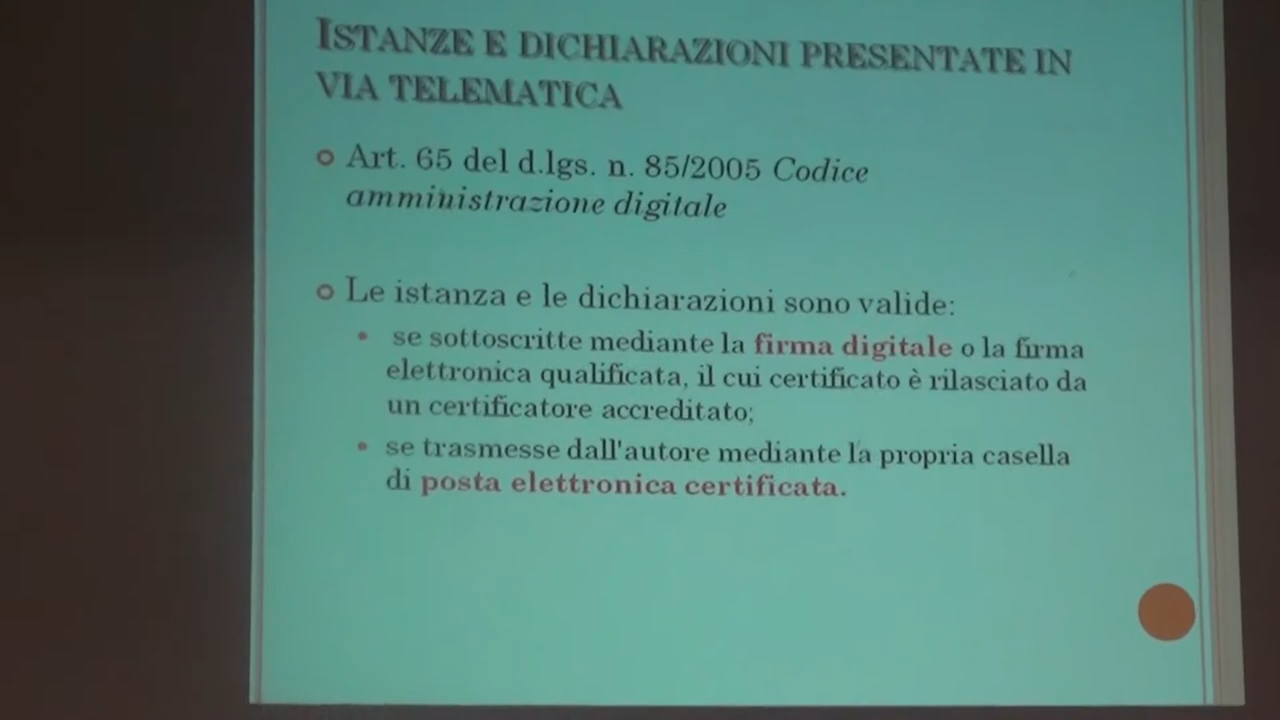 ISTANZE E DICHIARAZIONI PRESENTATE IN
VIA TELEMATICA
Art. 65 del d.lgs. n. 85/2005 Codice
amministrazione digitale
Le istanza e le dichiarazioni sono valide:
se sottoscritte mediante la firma digitale o la firma
elettronica qualificata, il cui certificato è rilasciato da
un certificatore accreditato;
se trasmesse dall'autore mediante la propria casella
di posta elettronica certificata.